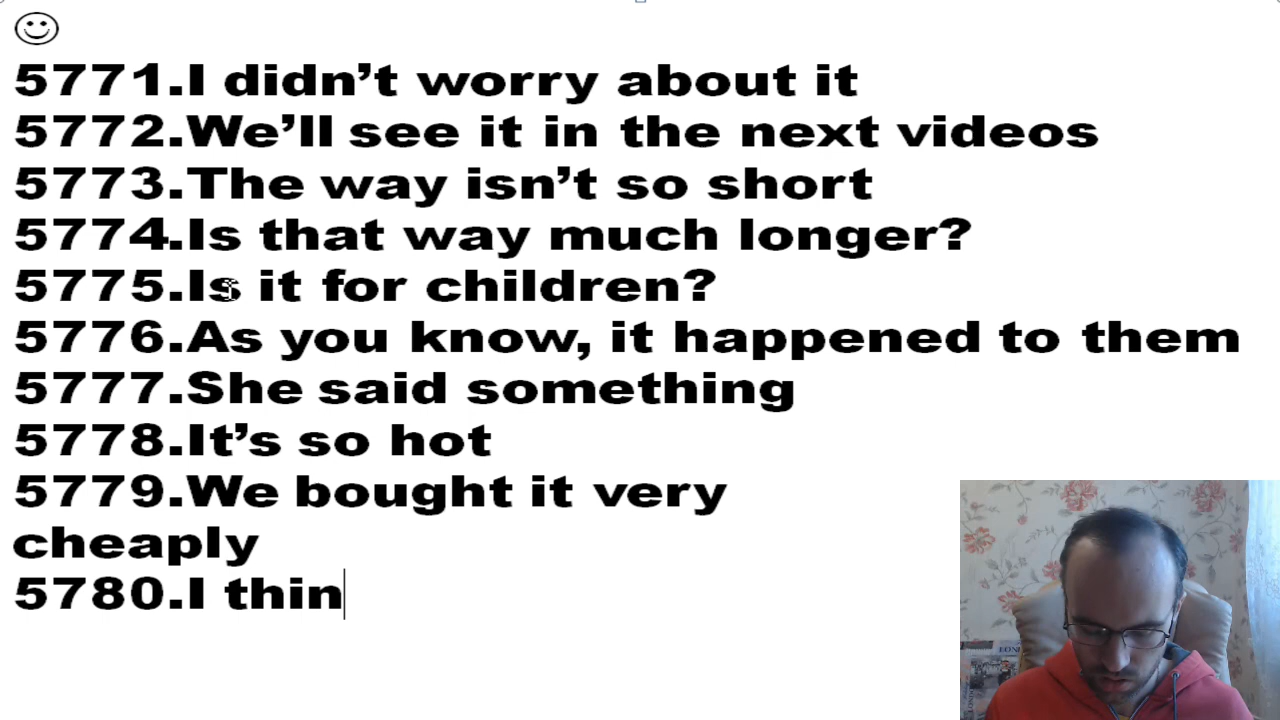 5771.I didn’t worry about it
5772.We’ll see it in the next videos
5773.The way isn’t so short
5774.Is that way much longer?
5775.Is it for children?
5776.As you know, it happened to them
5777.She said something
5778.It’s so hot
5779.We bought it very
cheaply
5780.I thin